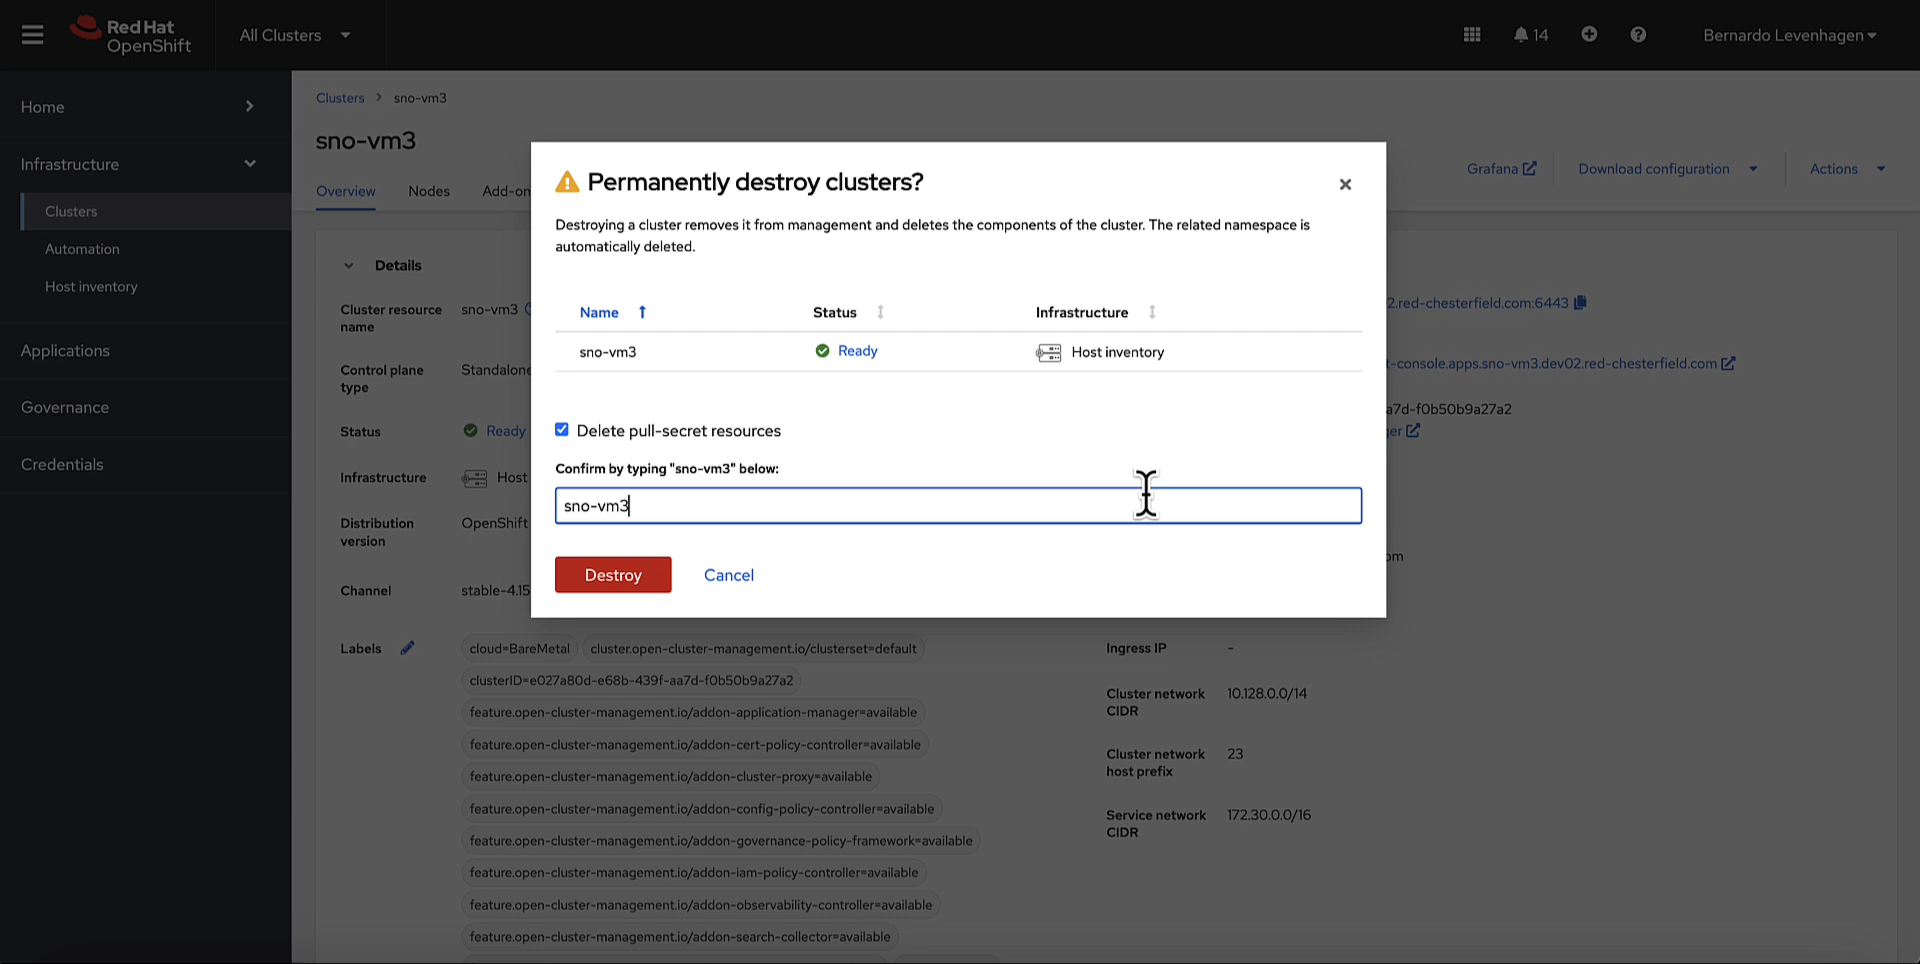 Red Hat
OpenShift
All Clusters
14
Bernardo Levenhagen
Home
Infrastructure
Clusters
Automation
Host inventory
Applications
Governance
Credentials
Clusters > sno-vm3
sno-vm3
Grafana
Download configuration
Actions
Overview
Nodes
Add-on
Permanently destroy clusters?
Destroying a cluster removes it from management and deletes the components of the cluster. The related namespace is
automatically deleted.
Name
Status
Infrastructure
sno-vm3
Ready
Host inventory
Delete pull-secret resources
Confirm by typing "sno-vm3" below:
sno-vm3
Destroy
Cancel
Details
Cluster resource
name
sno-vm3
Control plane
type
Standalone
Status
Ready
Infrastructure
Host
Distribution
version
OpenShift
Channel
stable-4.15
Labels
cloud=BareMetal
cluster.open-cluster-management.io/clusterset=default
clusterID=e027a80d-e68b-439f-aa7d-f0b50b9a27a2
feature.open-cluster-management.io/addon-application-manager=available
feature.open-cluster-management.io/addon-cert-policy-controller=available
feature.open-cluster-management.io/addon-cluster-proxy=available
feature.open-cluster-management.io/addon-config-policy-controller=available
feature.open-cluster-management.io/addon-governance-policy-framework=available
feature.open-cluster-management.io/addon-iam-policy-controller=available
feature.open-cluster-management.io/addon-observability-controller=available
feature.open-cluster-management.io/addon-search-collector=available
2.red-chesterfield.com:6443
t-console.apps.sno-vm3.dev02.red-chesterfield.com
a7d-f0b50b9a27a2
ger
om
Ingress IP
-
Cluster network
CIDR
10.128.0.0/14
Cluster network
host prefix
23
Service network
CIDR
172.30.0.0/16